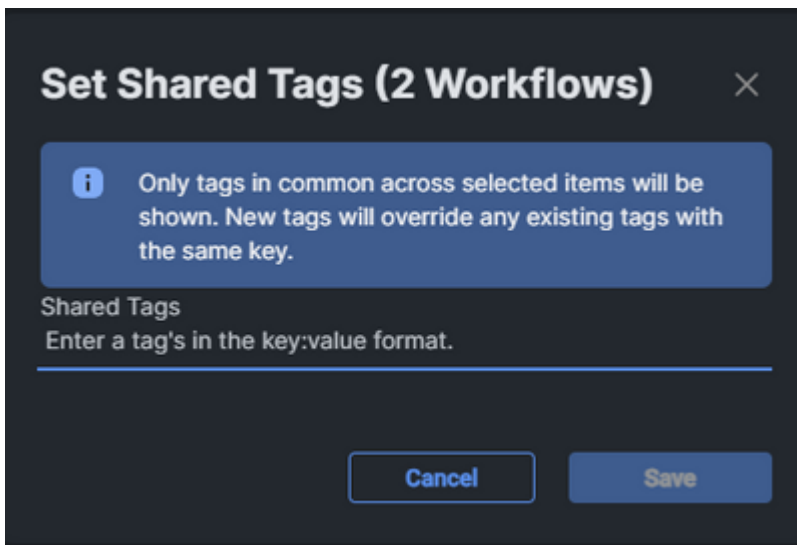 Set Shared Tags (2 Workflows)
Only tags in common across selected items will be
shown. New tags will override any existing tags with
the same key.
Shared Tags
Enter a tag's in the key:value format.
Cancel
Save